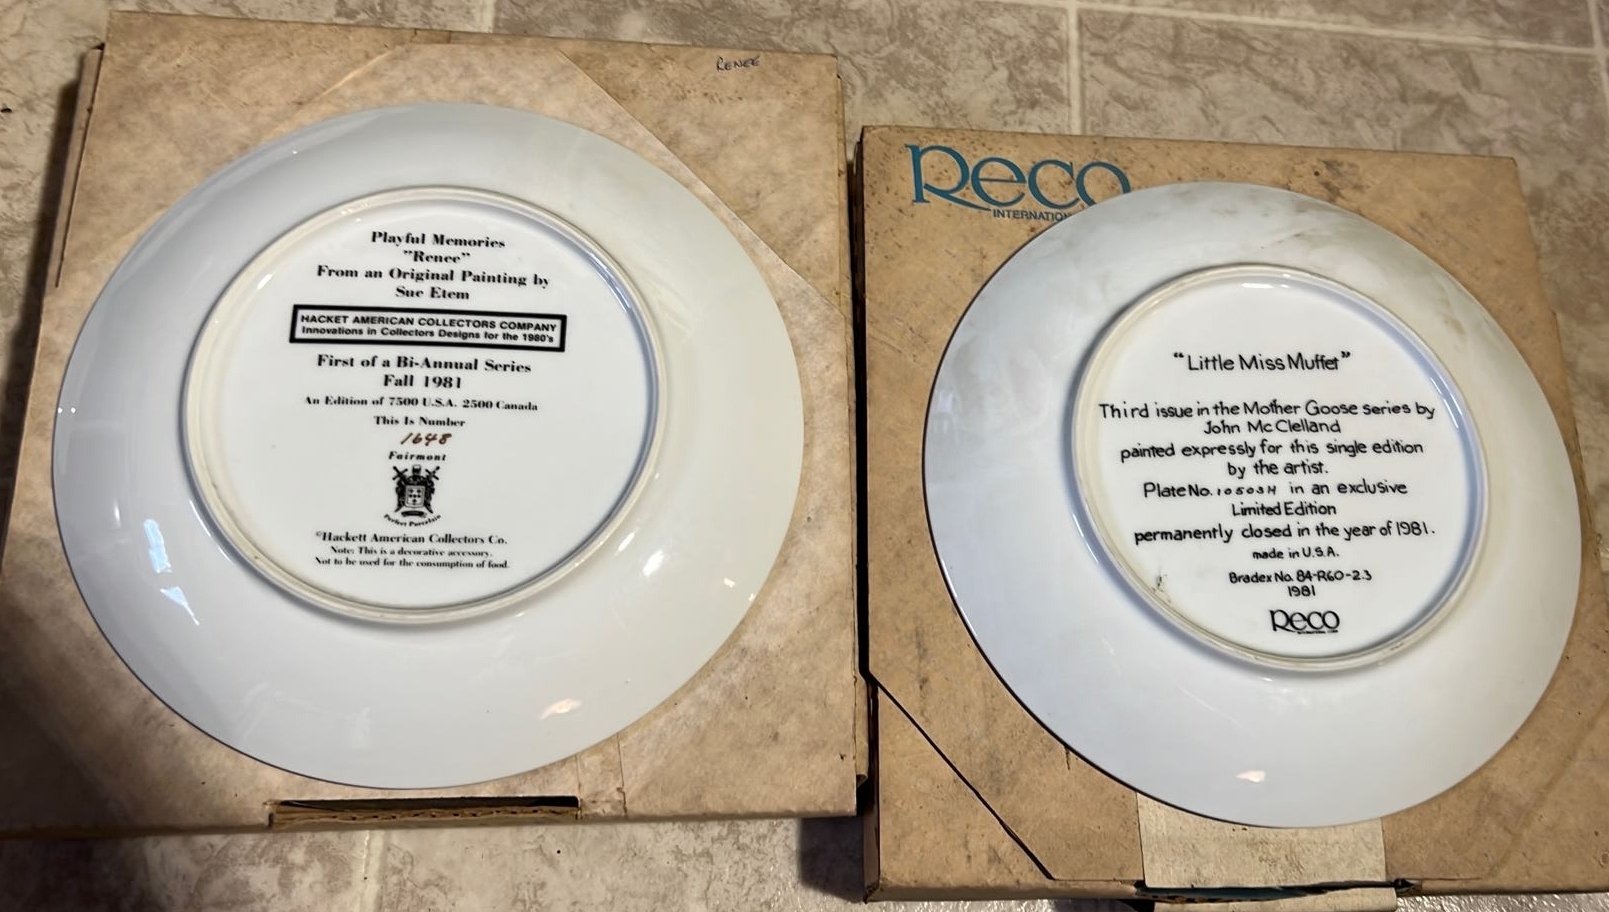 RENEÉ
Playful Memories
"Renee"
From an Original Painting by
Sue Etem
HACKET AMERICAN COLLECTORS COMPANY
Innovations in Collectors Designs for the 1980's
First of a Bi-Annual Series
Fall 1981
An Edition of 7500 U.S.A. 2500 Canada
This Is Number
1648
Fairmont
Perfect Porcelain
©Hackett American Collectors Co.
Note: This is a decorative accessory.
Not to be used for the consumption of food.
Reco
INTERNATIO
"Little Miss Muffet"
Third issue in the Mother Goose series by
John McClelland
painted expressly for this single edition
by the artist.
Plate No. 10503H in an exclusive
Limited Edition
permanently closed in the year of 1981.
made in U.S.A.
Bradex No. 84-R60-2.3
1981
Reco